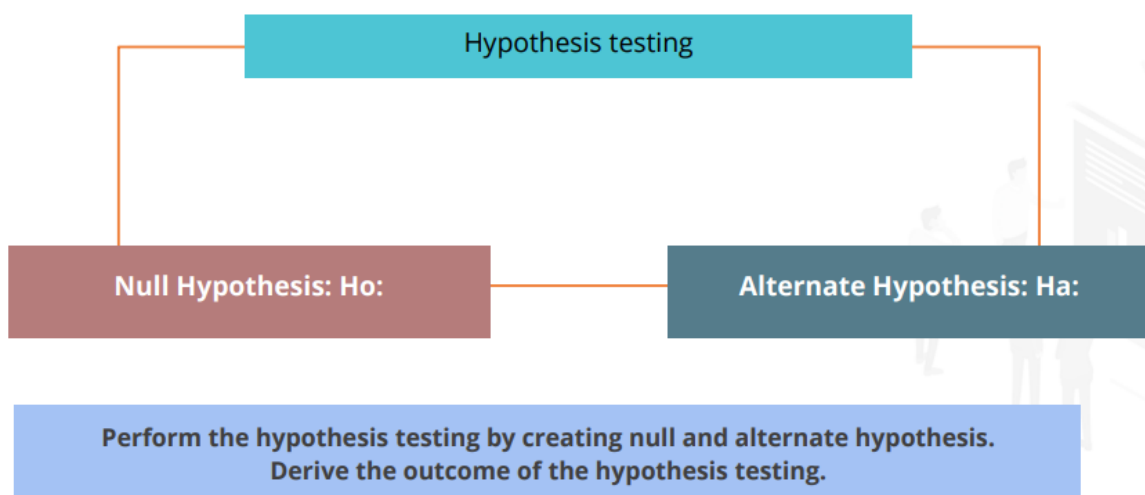 Hypothesis testing
Null Hypothesis: Ho:
Alternate Hypothesis: Ha:
Perform the hypothesis testing by creating null and alternate hypothesis.
Derive the outcome of the hypothesis testing.